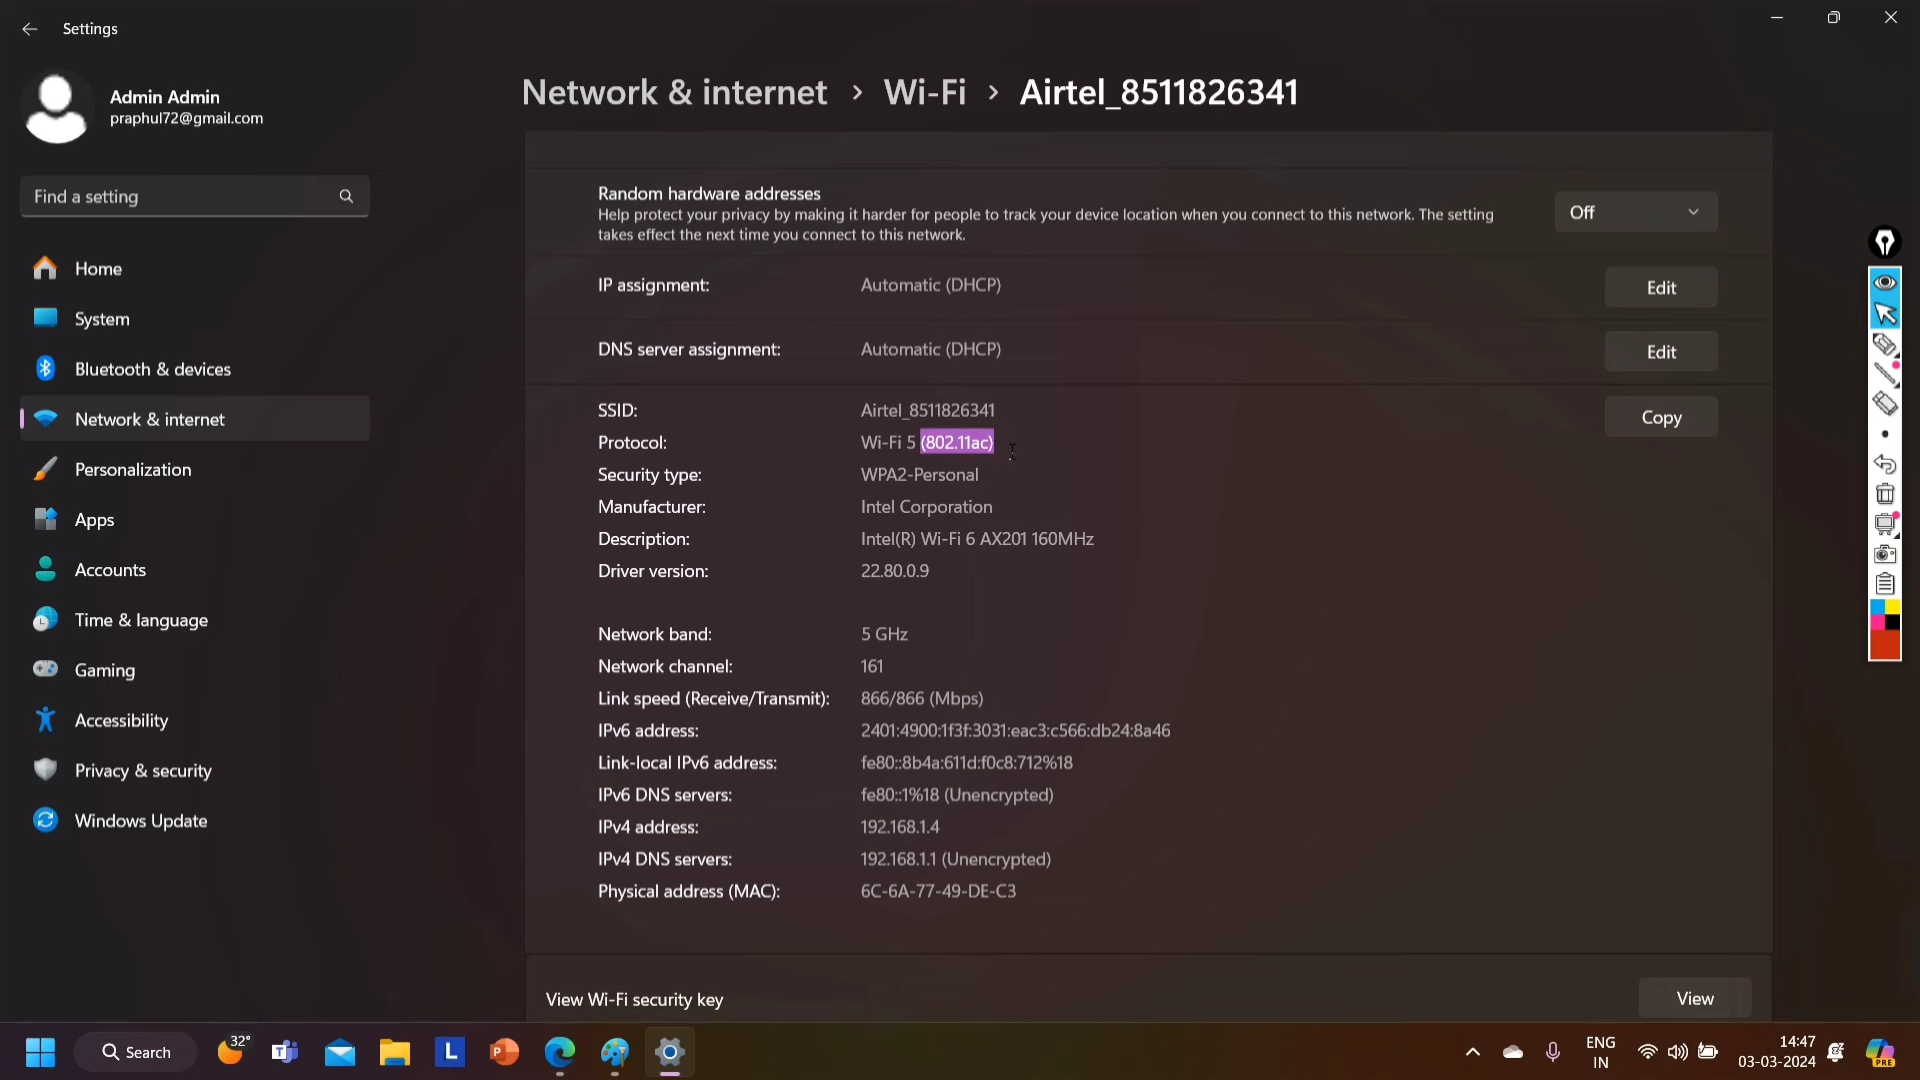 Settings
Admin Admin
praphul72@gmail.com
Find a setting
Home
System
Bluetooth & devices
Network & internet
Personalization
Apps
Accounts
Time & language
Gaming
Accessibility
Privacy & security
Windows Update
Network & internet > Wi-Fi > Airtel_8511826341
Random hardware addresses
Help protect your privacy by making it harder for people to track your device location when you connect to this network. The setting
takes effect the next time you connect to this network.
Off
IP assignment: Automatic (DHCP) Edit
DNS server assignment: Automatic (DHCP) Edit
SSID: Airtel_8511826341 Copy
Protocol: Wi-Fi 5 (802.11ac)
Security type: WPA2-Personal
Manufacturer: Intel Corporation
Description: Intel(R) Wi-Fi 6 AX201 160MHz
Driver version: 22.80.0.9
Network band: 5 GHz
Network channel: 161
Link speed (Receive/Transmit): 866/866 (Mbps)
IPv6 address: 2401:4900:1f3f:3031:eac3:c566:db24:8a46
Link-local IPv6 address: fe80::8b4a:611d:f0c8:712%18
IPv6 DNS servers: fe80::1%18 (Unencrypted)
IPv4 address: 192.168.1.4
IPv4 DNS servers: 192.168.1.1 (Unencrypted)
Physical address (MAC): 6C-6A-77-49-DE-C3
View Wi-Fi security key View
Search
32°
L
P
ENG
IN
14:47
03-03-2024
PRE